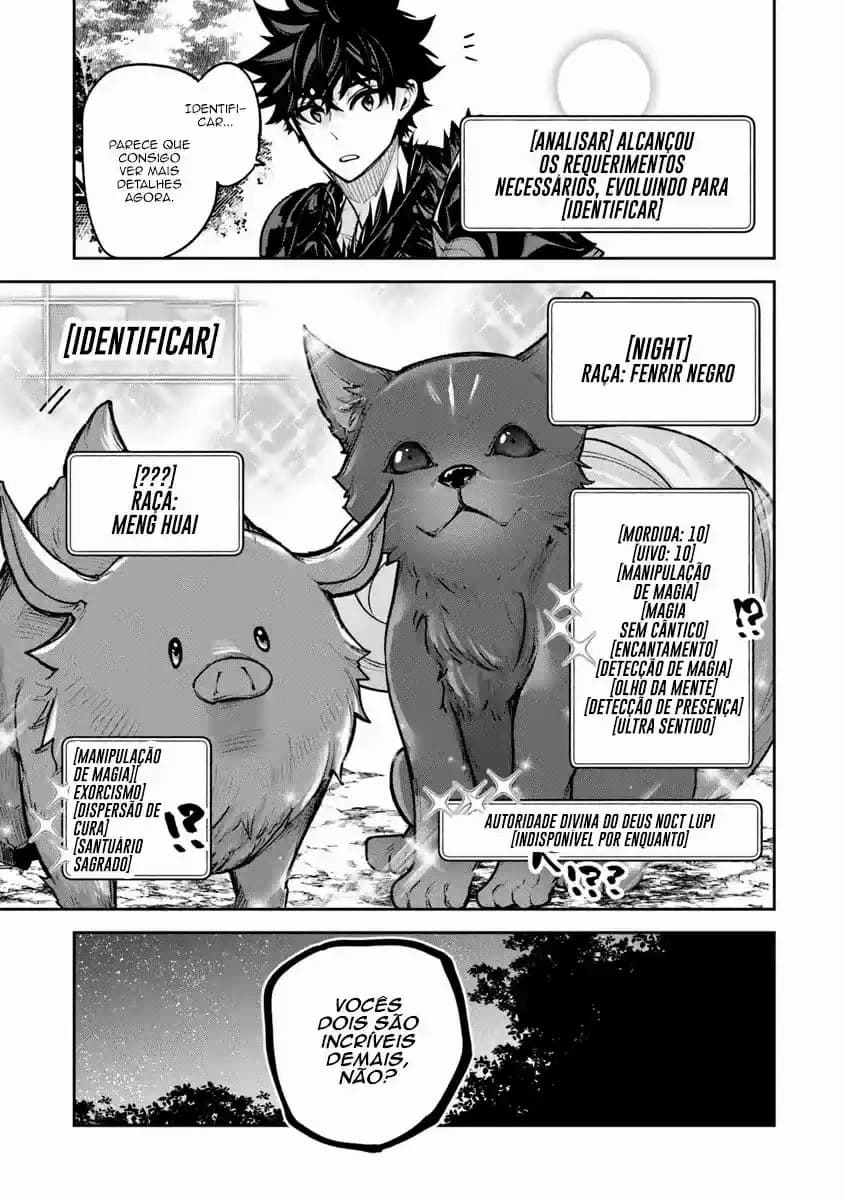 [ANALISAR] ALCANÇOU
OS REQUERIMENTOS
NECESSÁRIOS, EVOLUINDO PARA
[IDENTIFICAR]
IDENTIFI-
CAR...
PARECE QUE
CONSIGO
VER MAIS
DETALHES
AGORA.
[IDENTIFICAR]
[NIGHT]
RAÇA: FENRIR NEGRO
[???]
RAÇA:
MENG HUAI
[MORDIDA: 10]
[UIVO: 10]
[MANIPULAÇÃO
DE MAGIA]
[MAGIA
SEM CÂNTICO]
[ENCANTAMENTO]
[DETECÇÃO DE MAGIA]
[OLHO DA MENTE]
[DETECÇÃO DE PRESENÇA]
[ULTRA SENTIDO]
!?
[MANIPULAÇÃO
DE MAGIA][
EXORCISMO]
[DISPERSÃO DE
CURA]
[SANTUÁRIO
SAGRADO]
!?
AUTORIDADE DIVINA DO DEUS NOCT LUPI
[INDISPONÍVEL POR ENQUANTO]
!??
VOCÊS
DOIS SÃO
INCRÍVEIS
DEMAIS,
NÃO?